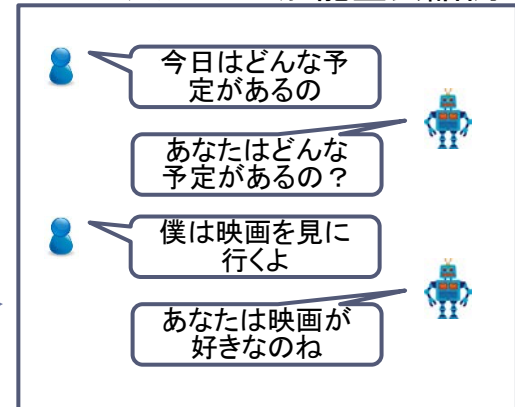 今日はどんな予
定があるの
あなたはどんな
予定があるの？
僕は映画を見に
行くよ
あなたは映画が
好きなのね